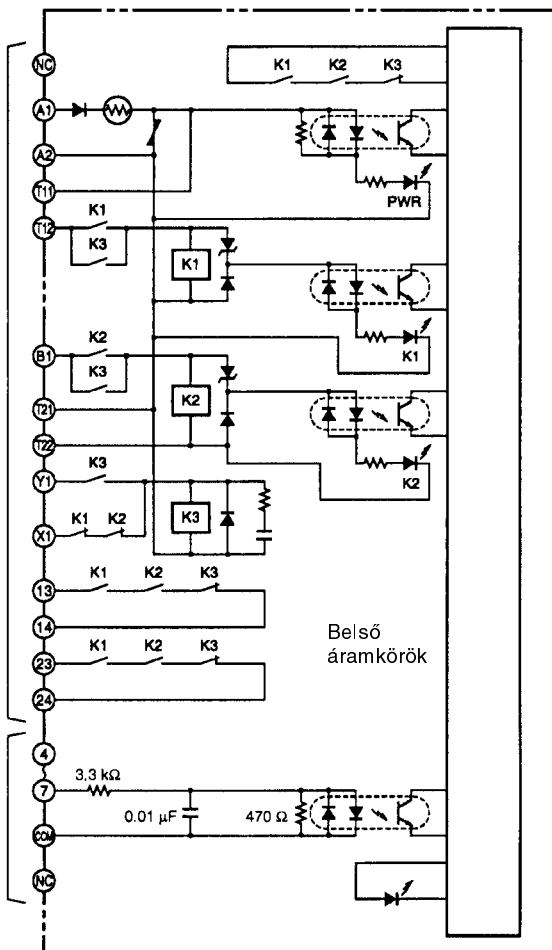 NC
K1 K2 K3
A1
A2
T11
PWR
T12
K1
K3
K1
K1
B1
K2
K3
K2
T21
T22
K2
Y1
K3
K3
X1
K1 K2
13
K1 K2 K3
14
23
K1 K2 K3
24
Belső
áramkörök
4
7
3,3 kΩ
0.01 µF
470 Ω
COM
NC